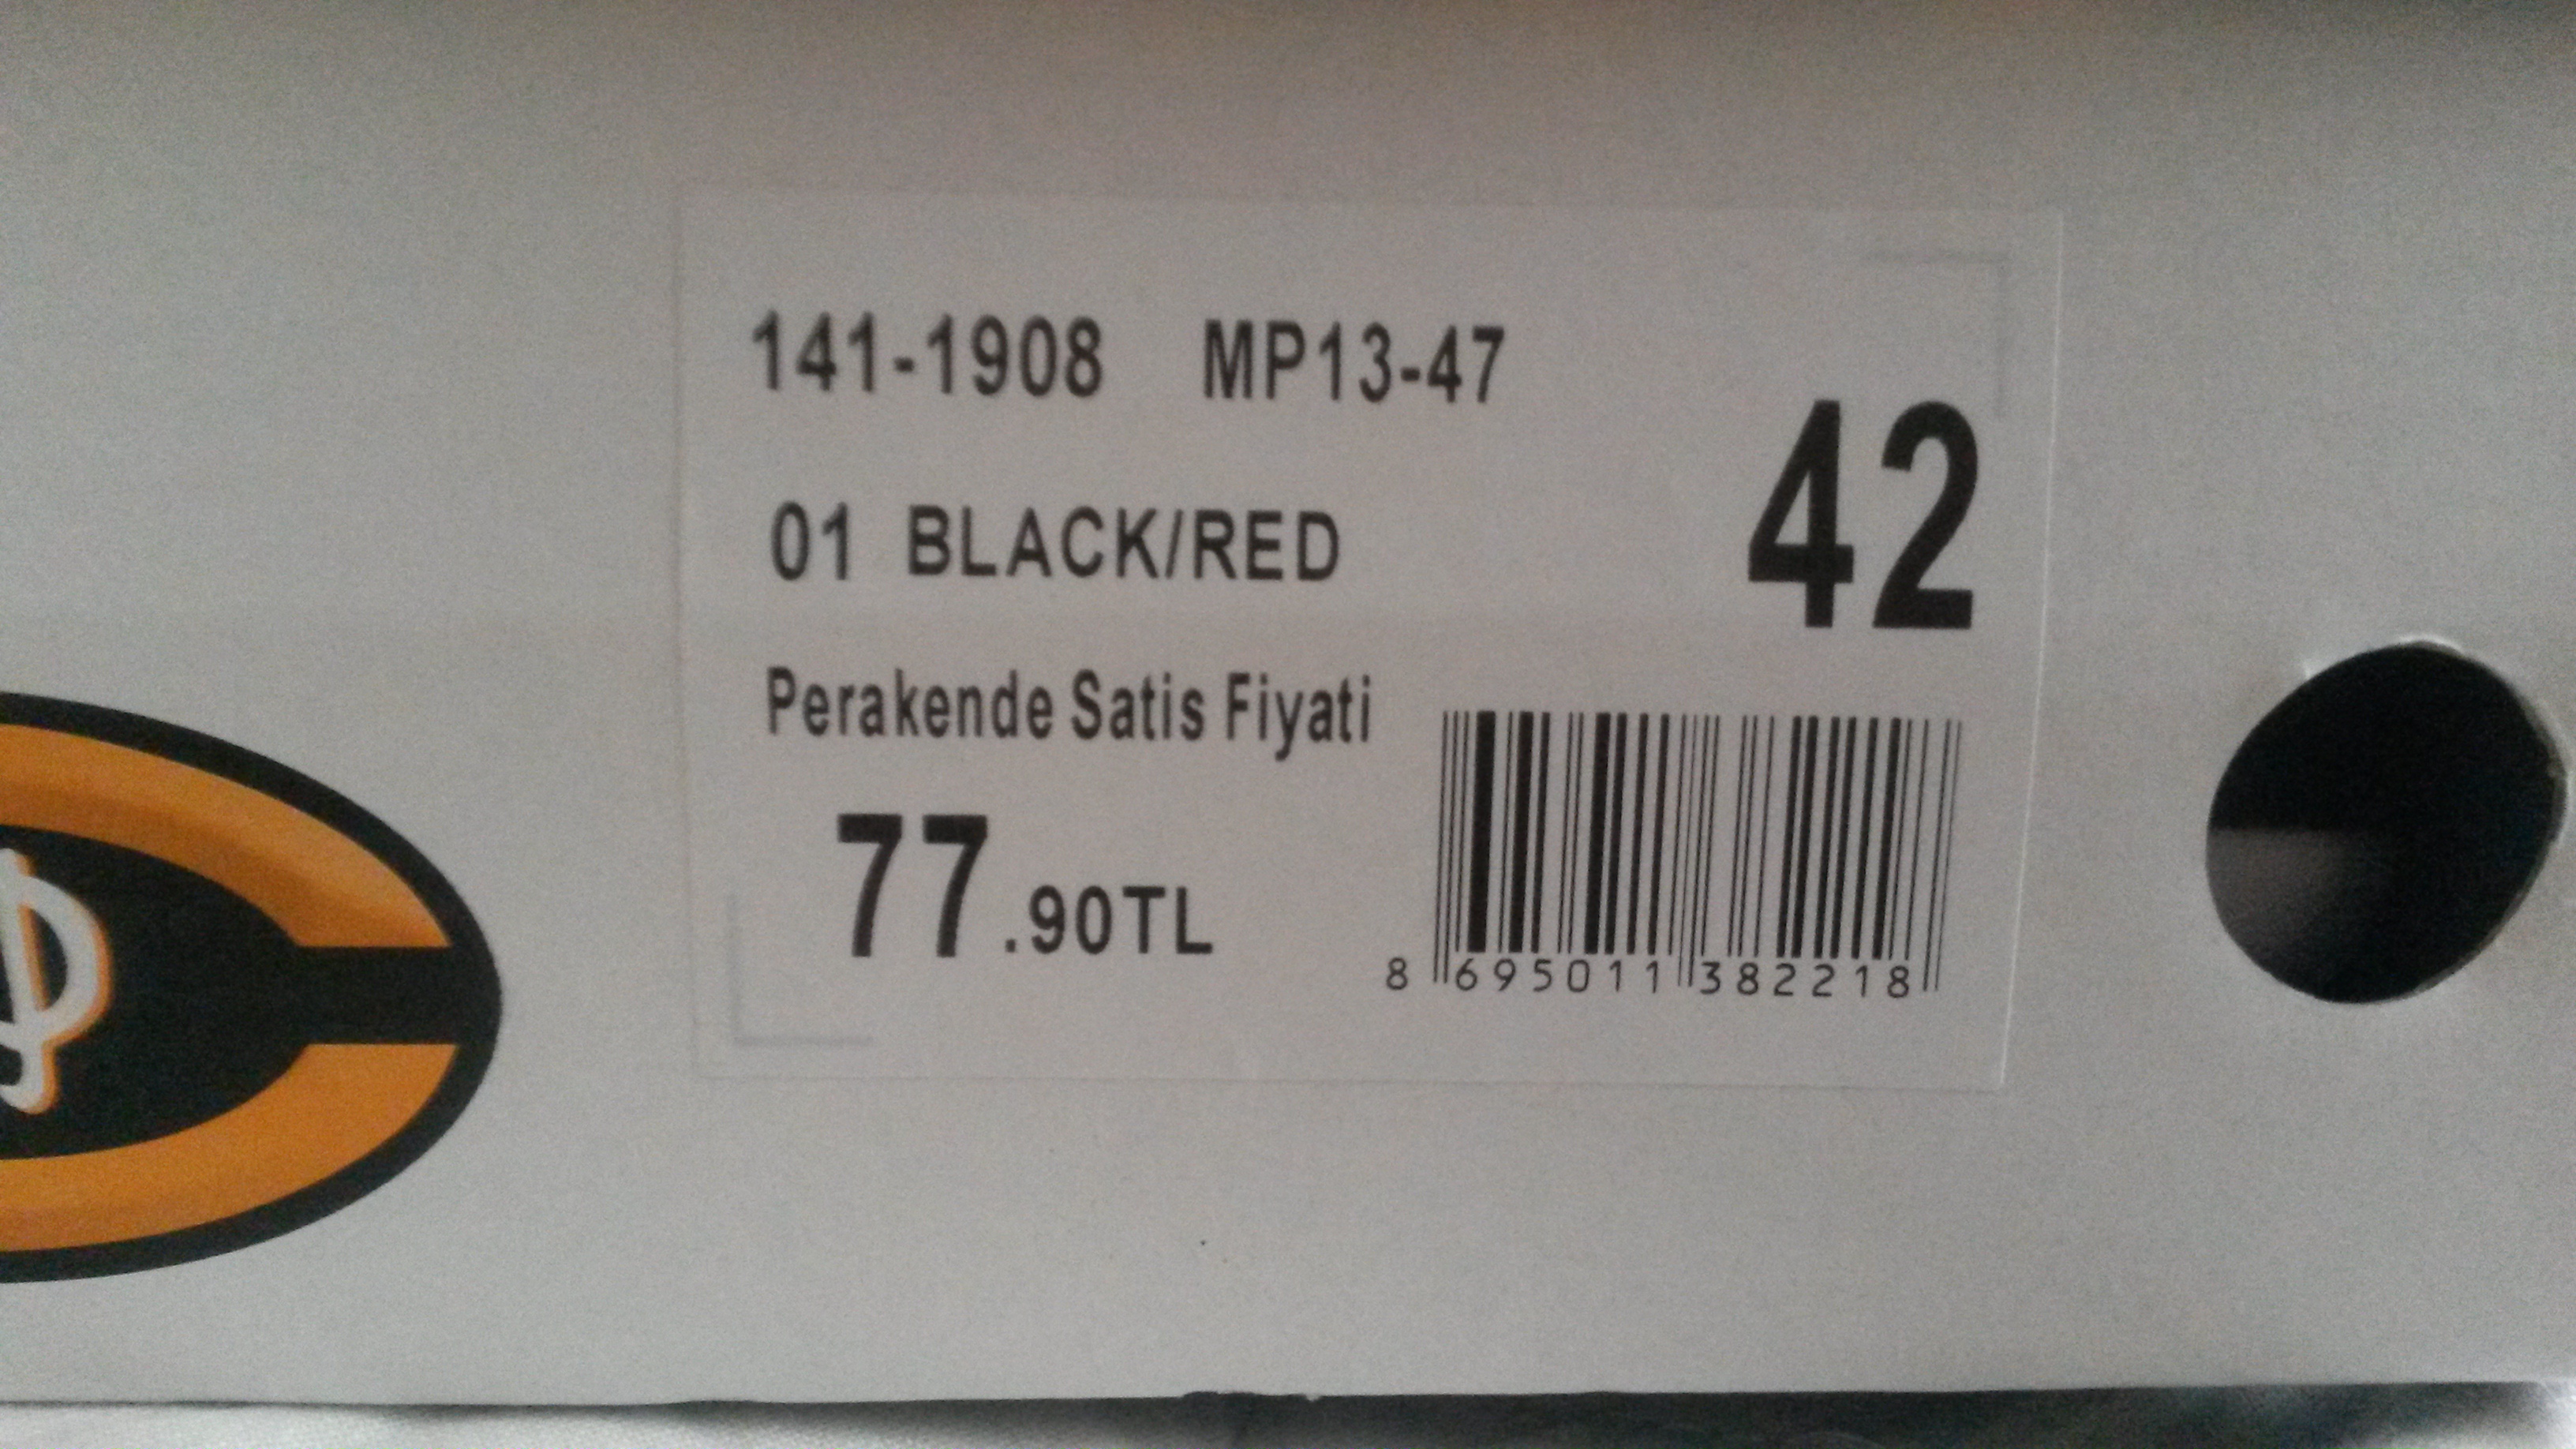 141-1908 MP13-47
42
01 BLACK/RED
Perakende Satis Fiyati
77.90TL
8 695011 382218